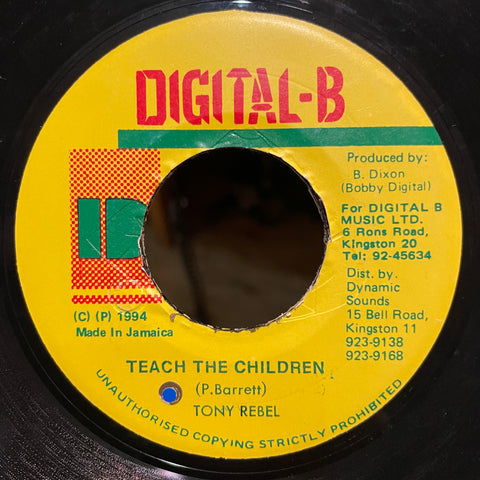 DIGITAL-B
Produced by:
B. Dixon
(Bobby Digital)
For DIGITAL B
MUSIC LTD.
6 Rons Road,
Kingston 20
Tel: 92-45634
Dist. by:
Dynamic
Sounds
15 Bell Road,
Kingston 11
923-9138
923-9168
(C) (P) 1994
Made In Jamaica
TEACH THE CHILDREN
(P.Barrett)
TONY REBEL
UNAUTHORISED COPYING STRICTLY PROHIBITED